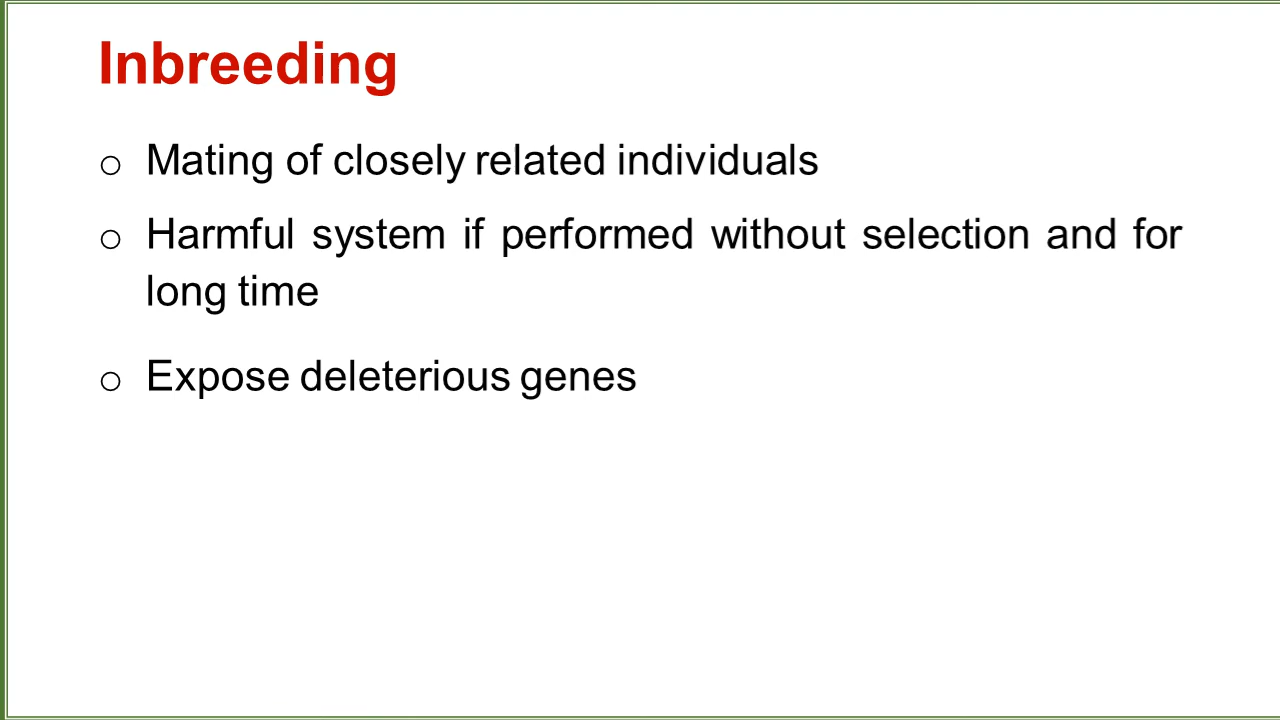 Inbreeding
o Mating of closely related individuals
o Harmful system if performed without selection and for
long time
o Expose deleterious genes